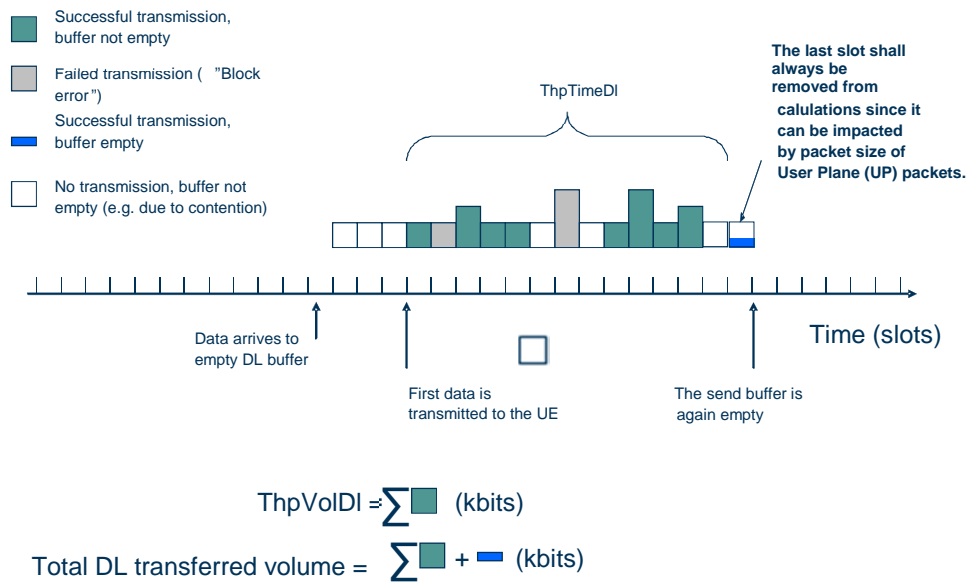 Successful transmission,
buffer not empty
Failed transmission ( "Block
error")
Successful transmission,
buffer empty
No transmission, buffer not
empty (e.g. due to contention)
ThpTimeDl
The last slot shall
always be
removed from
calulations since it
can be impacted
by packet size of
User Plane (UP) packets.
Data arrives to
empty DL buffer
Time (slots)
First data is
transmitted to the UE
The send buffer is
again empty
ThpVolDl = ∑ (kbits)
Total DL transferred volume = ∑ + (kbits)